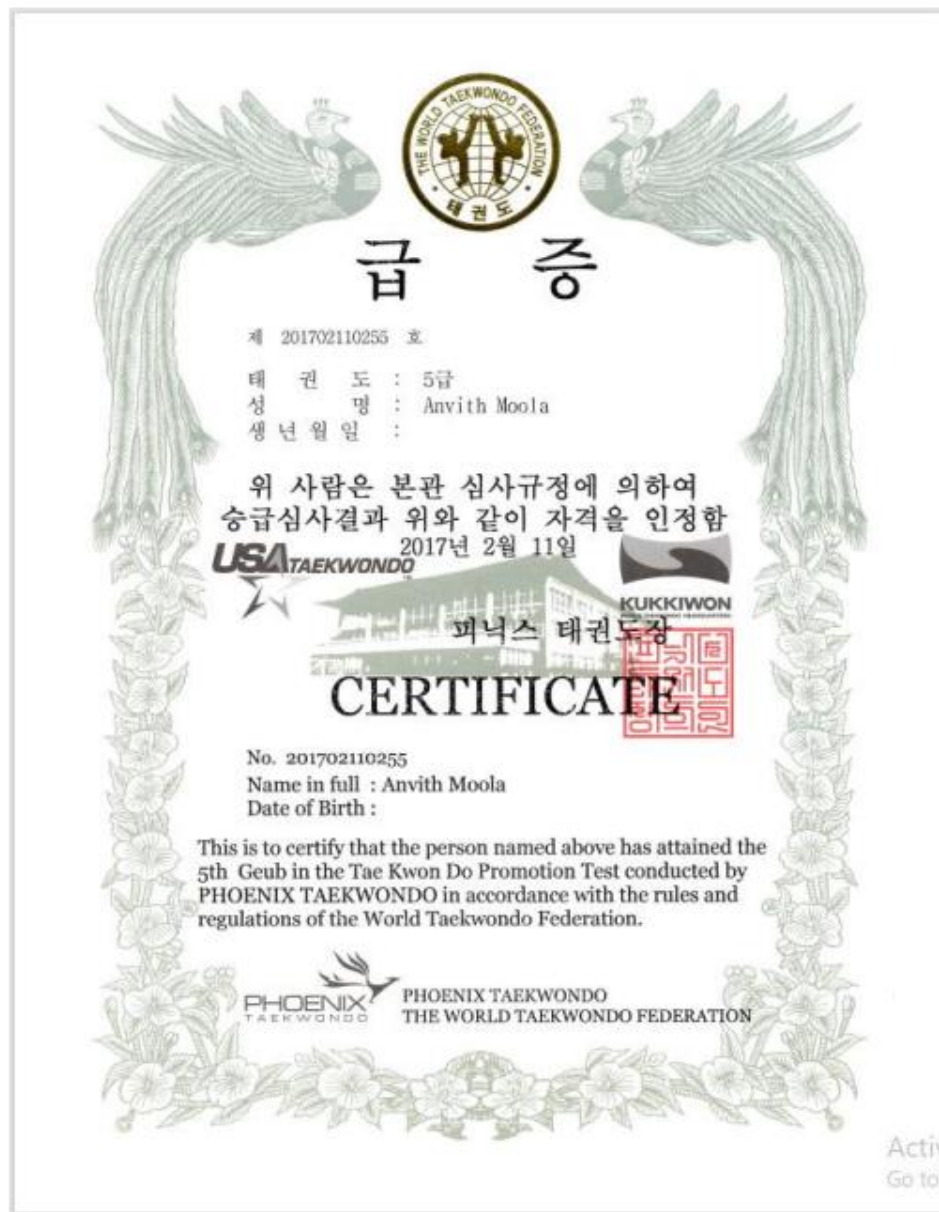 THE WORLD TAEKWONDO FEDERATION
태권도
급 증
제 201702110255 호
태 권 도 : 5급
성 명 : Anvith Moola
생년월일 :
위 사람은 본관 심사규정에 의하여
승급심사결과 위와 같이 자격을 인정함
2017년 2월 11일
USA TAEKWONDO
KUKKIWON
피닉스 태권도장
CERTIFICATE
No. 201702110255
Name in full : Anvith Moola
Date of Birth :
This is to certify that the person named above has attained the
5th Geub in the Tae Kwon Do Promotion Test conducted by
PHOENIX TAEKWONDO in accordance with the rules and
regulations of the World Taekwondo Federation.
PHOENIX
TAEKWONDO
PHOENIX TAEKWONDO
THE WORLD TAEKWONDO FEDERATION
Go to